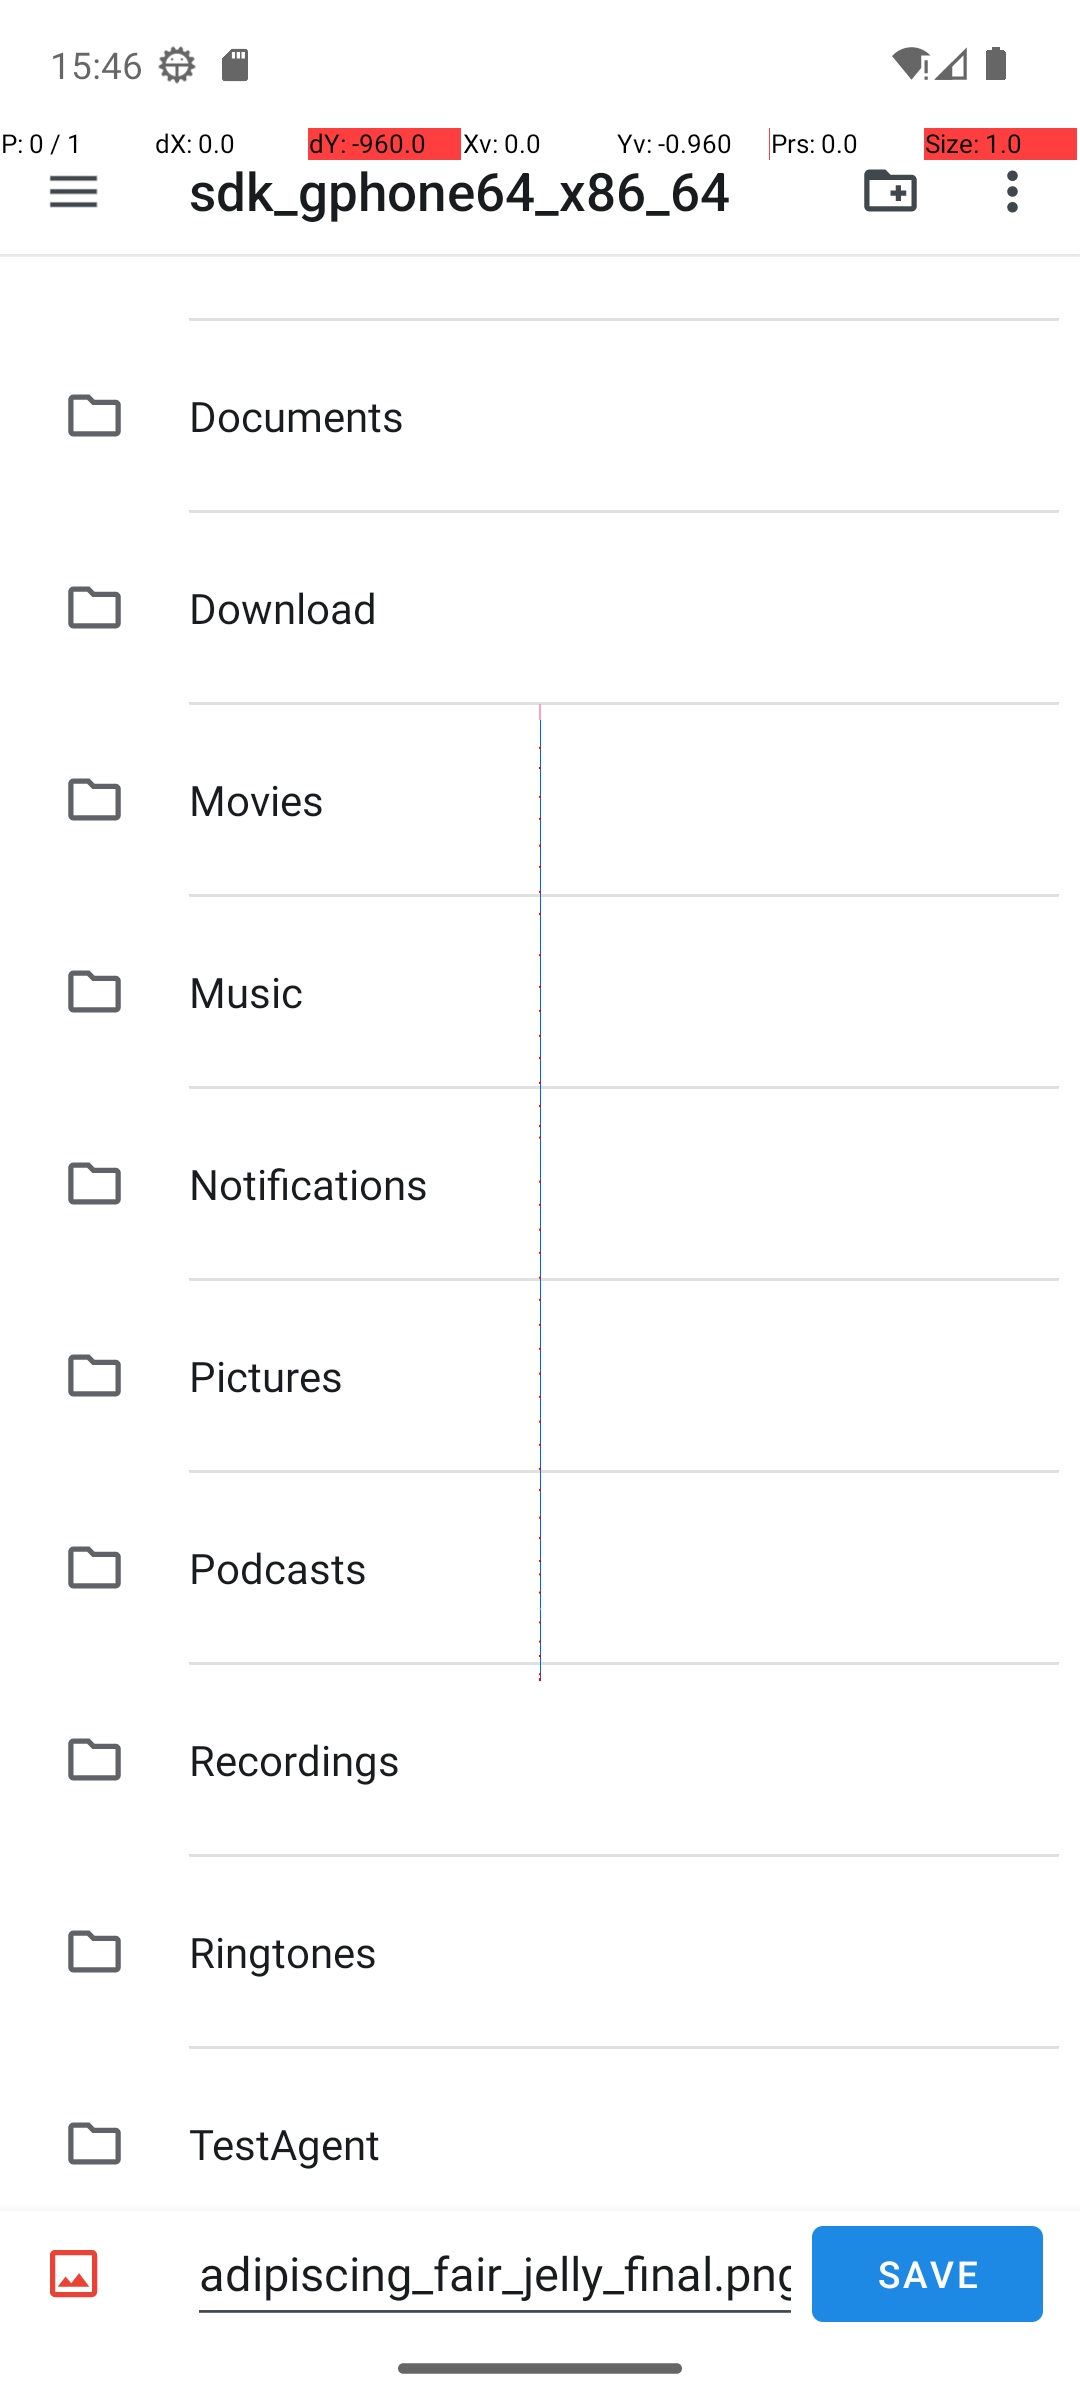 15:46
P: 0 / 1 dX: 0.0 dY: -960.0 Xv: 0.0 Yv: -0.960 Prs: 0.0 Size: 1.0
sdk_gphone64_x86_64
Documents
Download
Movies
Music
Notifications
Pictures
Podcasts
Recordings
Ringtones
TestAgent
adipiscing_fair_jelly_final.png
SAVE